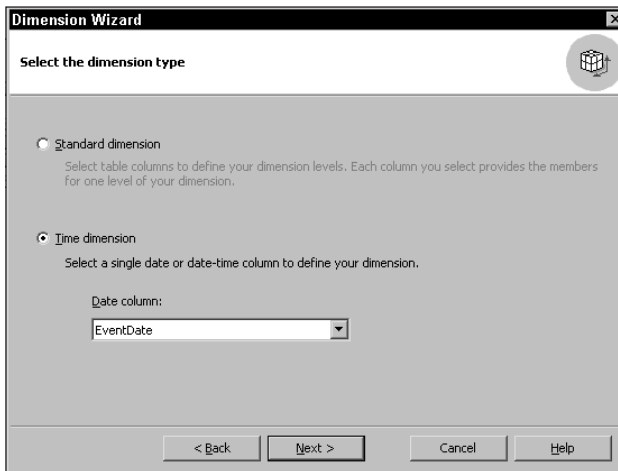 Dimension Wizard
Select the dimension type
Standard dimension
Select table columns to define your dimension levels. Each column you select provides the members
for one level of your dimension.
Time dimension
Select a single date or date-time column to define your dimension.
Date column:
EventDate
< Back
Next >
Cancel
Help